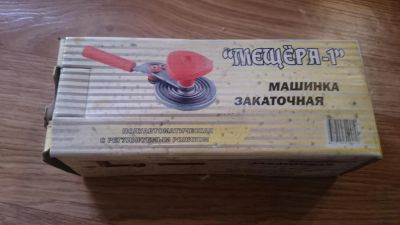 "МЕЩЁРА-1"
МАШИНКА
ЗАКАТОЧНАЯ
ПОЛУАВТОМАТИЧЕСКАЯ
С РЕГУЛИРУЕМЫМ РОЛИКОМ